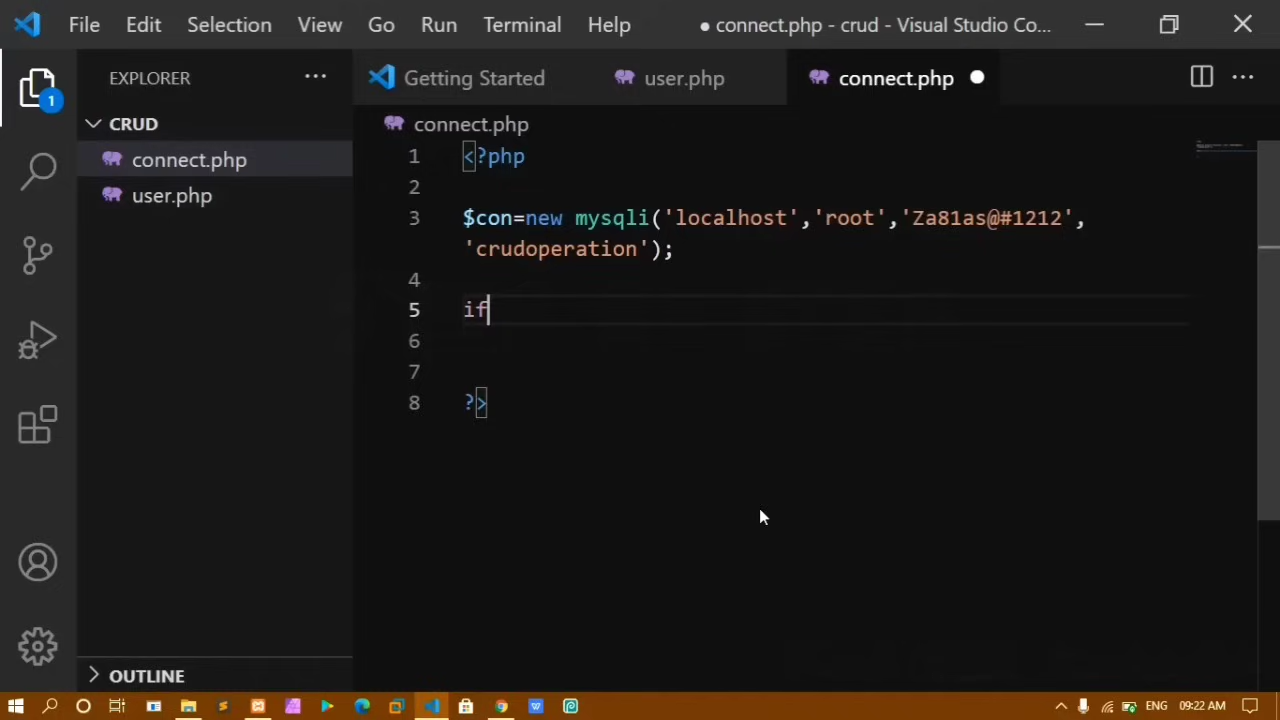 File Edit Selection View Go Run Terminal Help ● connect.php - crud - Visual Studio Co...
EXPLORER ... Getting Started user.php connect.php ● ...
CRUD
connect.php
user.php
1
connect.php
1 <?php
2
3 $con=new mysqli('localhost','root','Za81as@#1212',
'crudoperation');
4
5 if
6
7
8 ?>
OUTLINE
ENG 09:22 AM